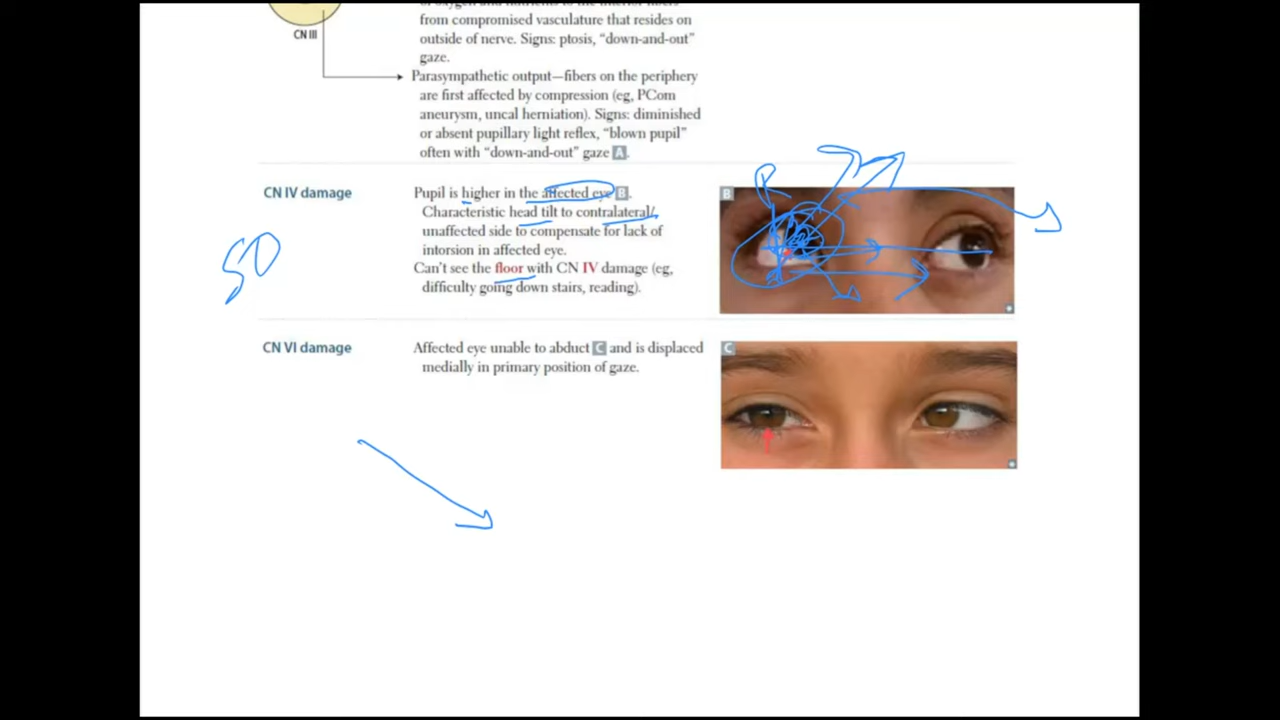 of oxygen and nutrients to the interior fibers
from compromised vasculature that resides on
outside of nerve. Signs: ptosis, “down-and-out”
gaze.
CN III
Parasympathetic output—fibers on the periphery
are first affected by compression (eg, PCom
aneurysm, uncal herniation). Signs: diminished
or absent pupillary light reflex, “blown pupil”
often with “down-and-out” gaze A.
CN IV damage
Pupil is higher in the affected eye B.
Characteristic head tilt to contralateral/
unaffected side to compensate for lack of
intorsion in affected eye.
Can’t see the floor with CN IV damage (eg,
difficulty going down stairs, reading).
B
R
SO
CN VI damage
Affected eye unable to abduct C and is displaced
medially in primary position of gaze.
C